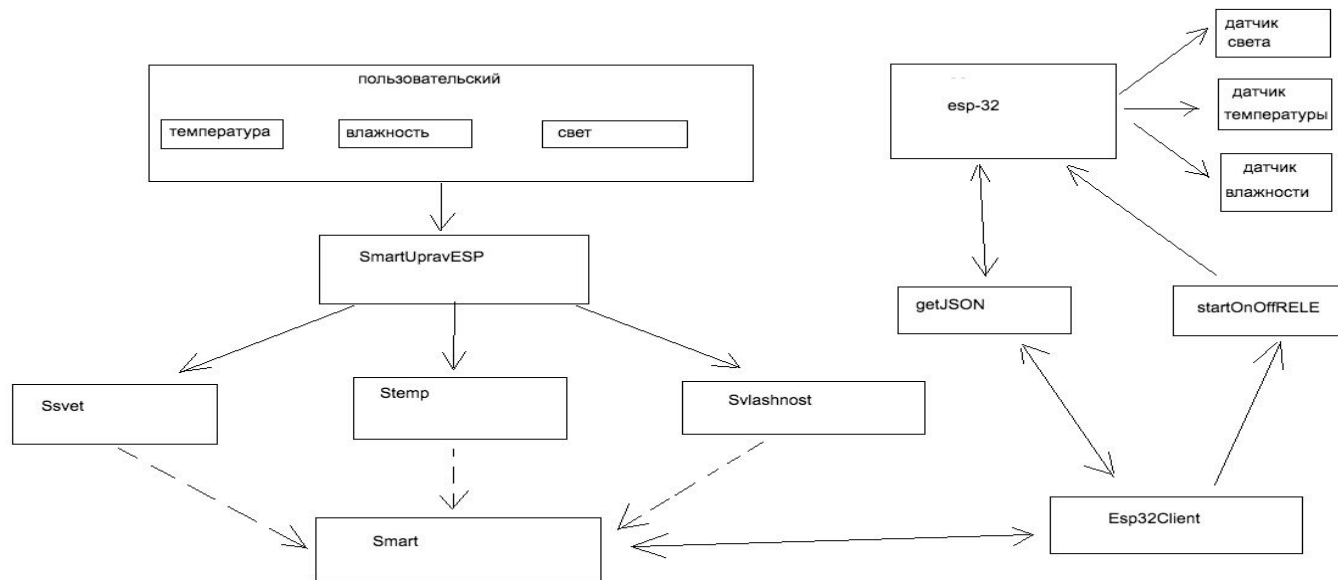 пользовательский
температура
влажность
свет
SmartUpravESP
Ssvet
Stemp
Svlashnost
Smart
esp-32
датчик
света
датчик
температуры
датчик
влажности
getJSON
startOnOffRELE
Esp32Client